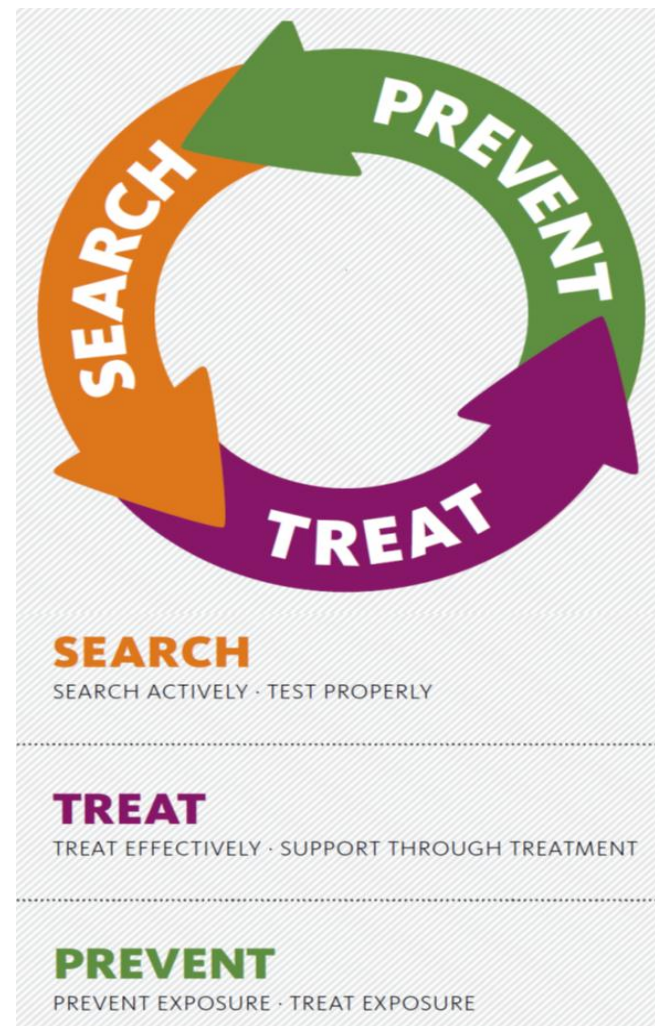 PREVENT
SEARCH
TREAT
SEARCH
SEARCH ACTIVELY · TEST PROPERLY
TREAT
TREAT EFFECTIVELY · SUPPORT THROUGH TREATMENT
PREVENT
PREVENT EXPOSURE · TREAT EXPOSURE